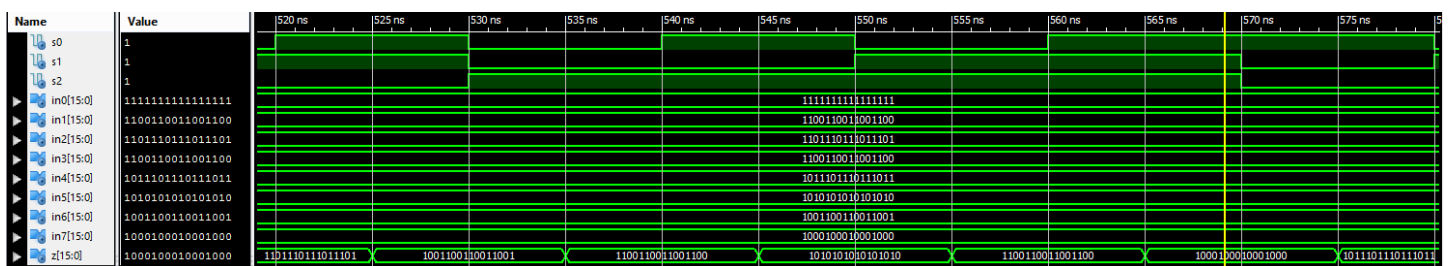 Name Value 520 ns 525 ns 530 ns 535 ns 540 ns 545 ns 550 ns 555 ns 560 ns 565 ns 570 ns 575 ns 5
s0 1
s1 1
s2 1
in0[15:0] 1111111111111111 1111111111111111
in1[15:0] 1100110011001100 1100110011001100
in2[15:0] 1101110111011101 1101110111011101
in3[15:0] 1100110011001100 1100110011001100
in4[15:0] 1011101110111011 1011101110111011
in5[15:0] 1010101010101010 1010101010101010
in6[15:0] 1001100110011001 1001100110011001
in7[15:0] 1000100010001000 1000100010001000
z[15:0] 1000100010001000 1101110111011101 1001100110011001 1100110011001100 1010101010101010 1100110011001100 1000100010001000 1011101110111011